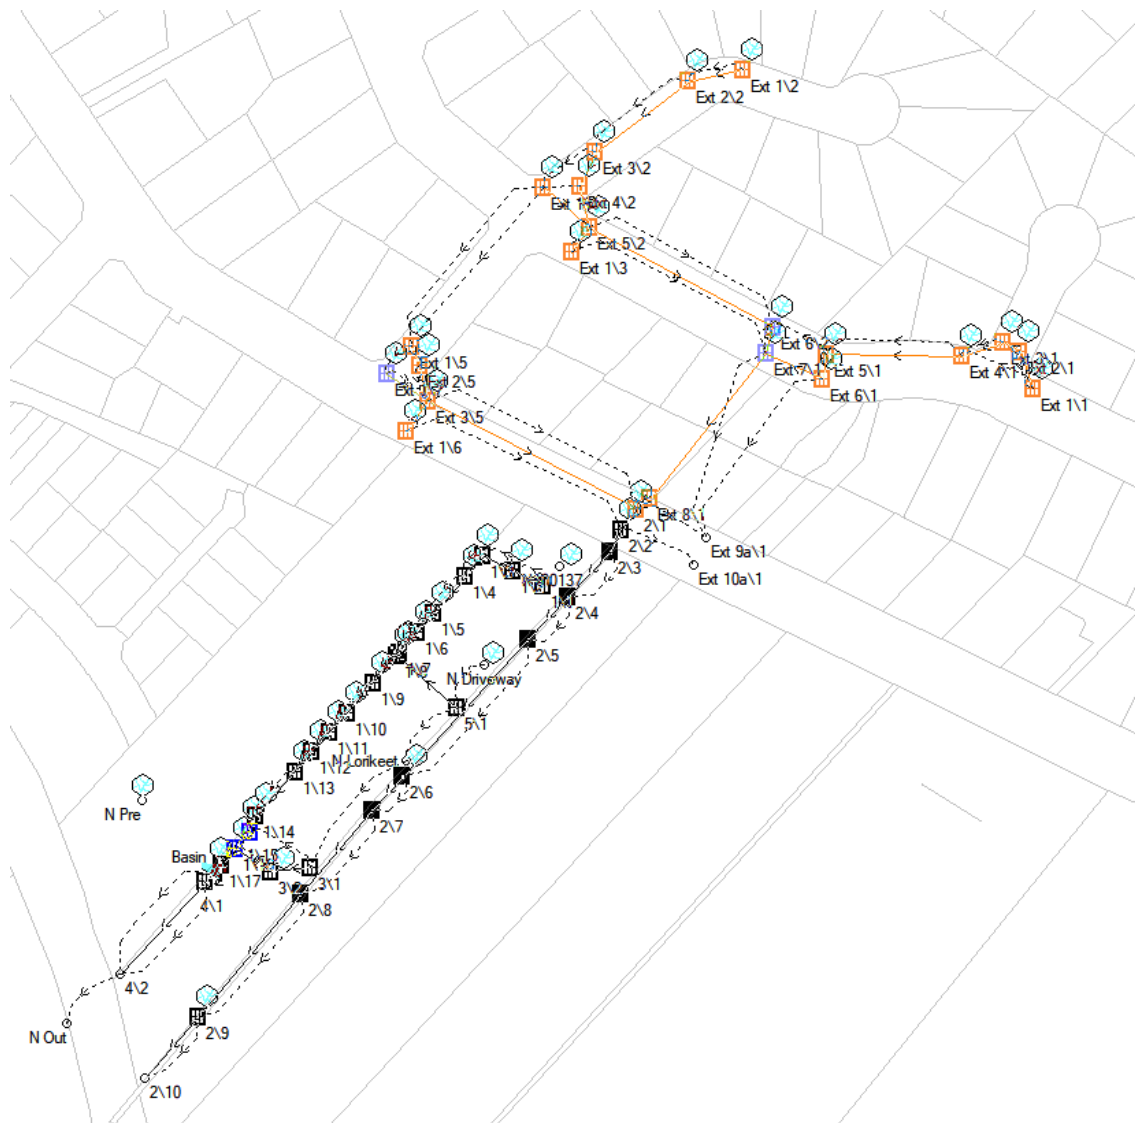 Ext 1\2
Ext 2\2
Ext 3\2
Ext 4\2
Ext 5\2
Ext 1\3
Ext 6
Ext 7\1
Ext 5\1
Ext 4\1
Ext 2\1
Ext 6\1
Ext 1\1
Ext 1\5
Ext 2\5
Ext 3\5
Ext 1\6
Ext 8\1
2\1
2\2
Ext 9a\1
2\3
Ext 10a\1
1\4
2\4
1\5
1\6
2\5
1\9
N Driveway
1\10
5\1
1\11
N Lorikeet
1\12
1\13
2\6
N Pre
2\7
1\14
Basin
1\17
3\1
4\1
2\8
4\2
N Out
2\9
2\10